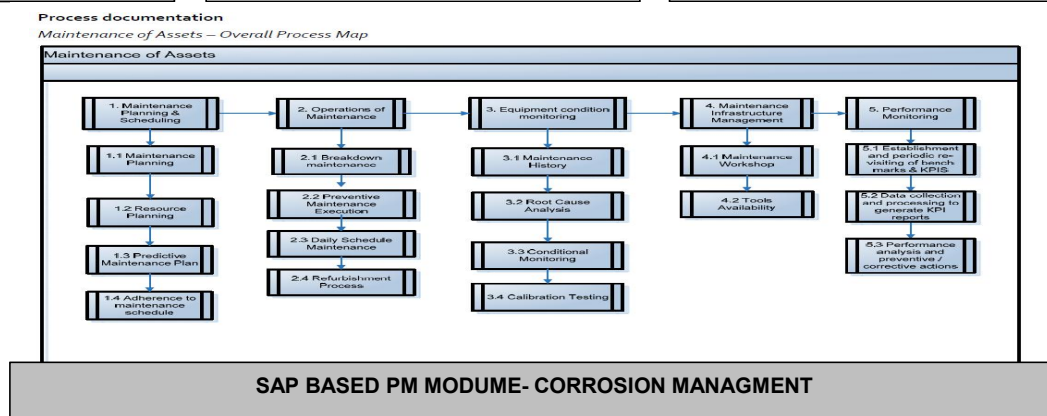 Process documentation
Maintenance of Assets – Overall Process Map
Maintenance of Assets
1. Maintenance
Planning &
Scheduling
1.1 Maintenance
Planning
1.2 Resource
Planning
1.3 Predictive
Maintenance Plan
1.4 Adherence to
maintenance
schedule
2. Operations of
Maintenance
2.1 Breakdown
maintenance
2.2 Preventive
Maintenance
Execution
2.3 Daily Schedule
Maintenance
2.4 Refurbishment
Process
3. Equipment condition
monitoring
3.1 Maintenance
History
3.2 Root Cause
Analysis
3.3 Conditional
Monitoring
3.4 Calibration Testing
4. Maintenance
Infrastructure
Management
4.1 Maintenance
Workshop
4.2 Tools
Availability
5. Performance
Monitoring
5.1 Establishment
and periodic re-
visiting of bench
marks & KPIS
5.2 Data collection
and processing to
generate KPI
reports
5.3 Performance
analysis and
preventive /
corrective actions
SAP BASED PM MODUME- CORROSION MANAGMENT